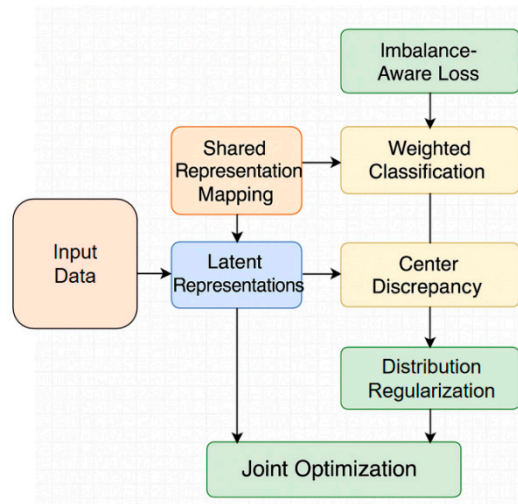 Imbalance-
Aware Loss
Shared
Representation
Mapping
Weighted
Classification
Input
Data
Latent
Representations
Center
Discrepancy
Distribution
Regularization
Joint Optimization